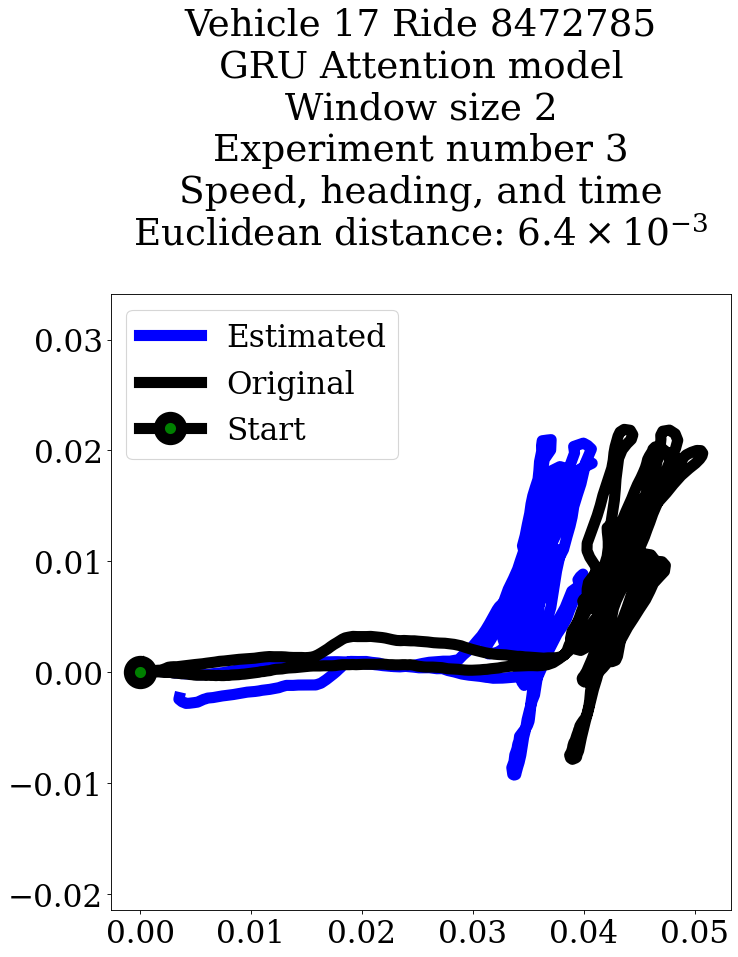 Vehicle 17 Ride 8472785
GRU Attention model
Window size 2
Experiment number 3
Speed, heading, and time
Euclidean distance: 6.4 × 10⁻³
Estimated
Original
Start
0.03
0.02
0.01
0.00
−0.01
−0.02
0.00 0.01 0.02 0.03 0.04 0.05